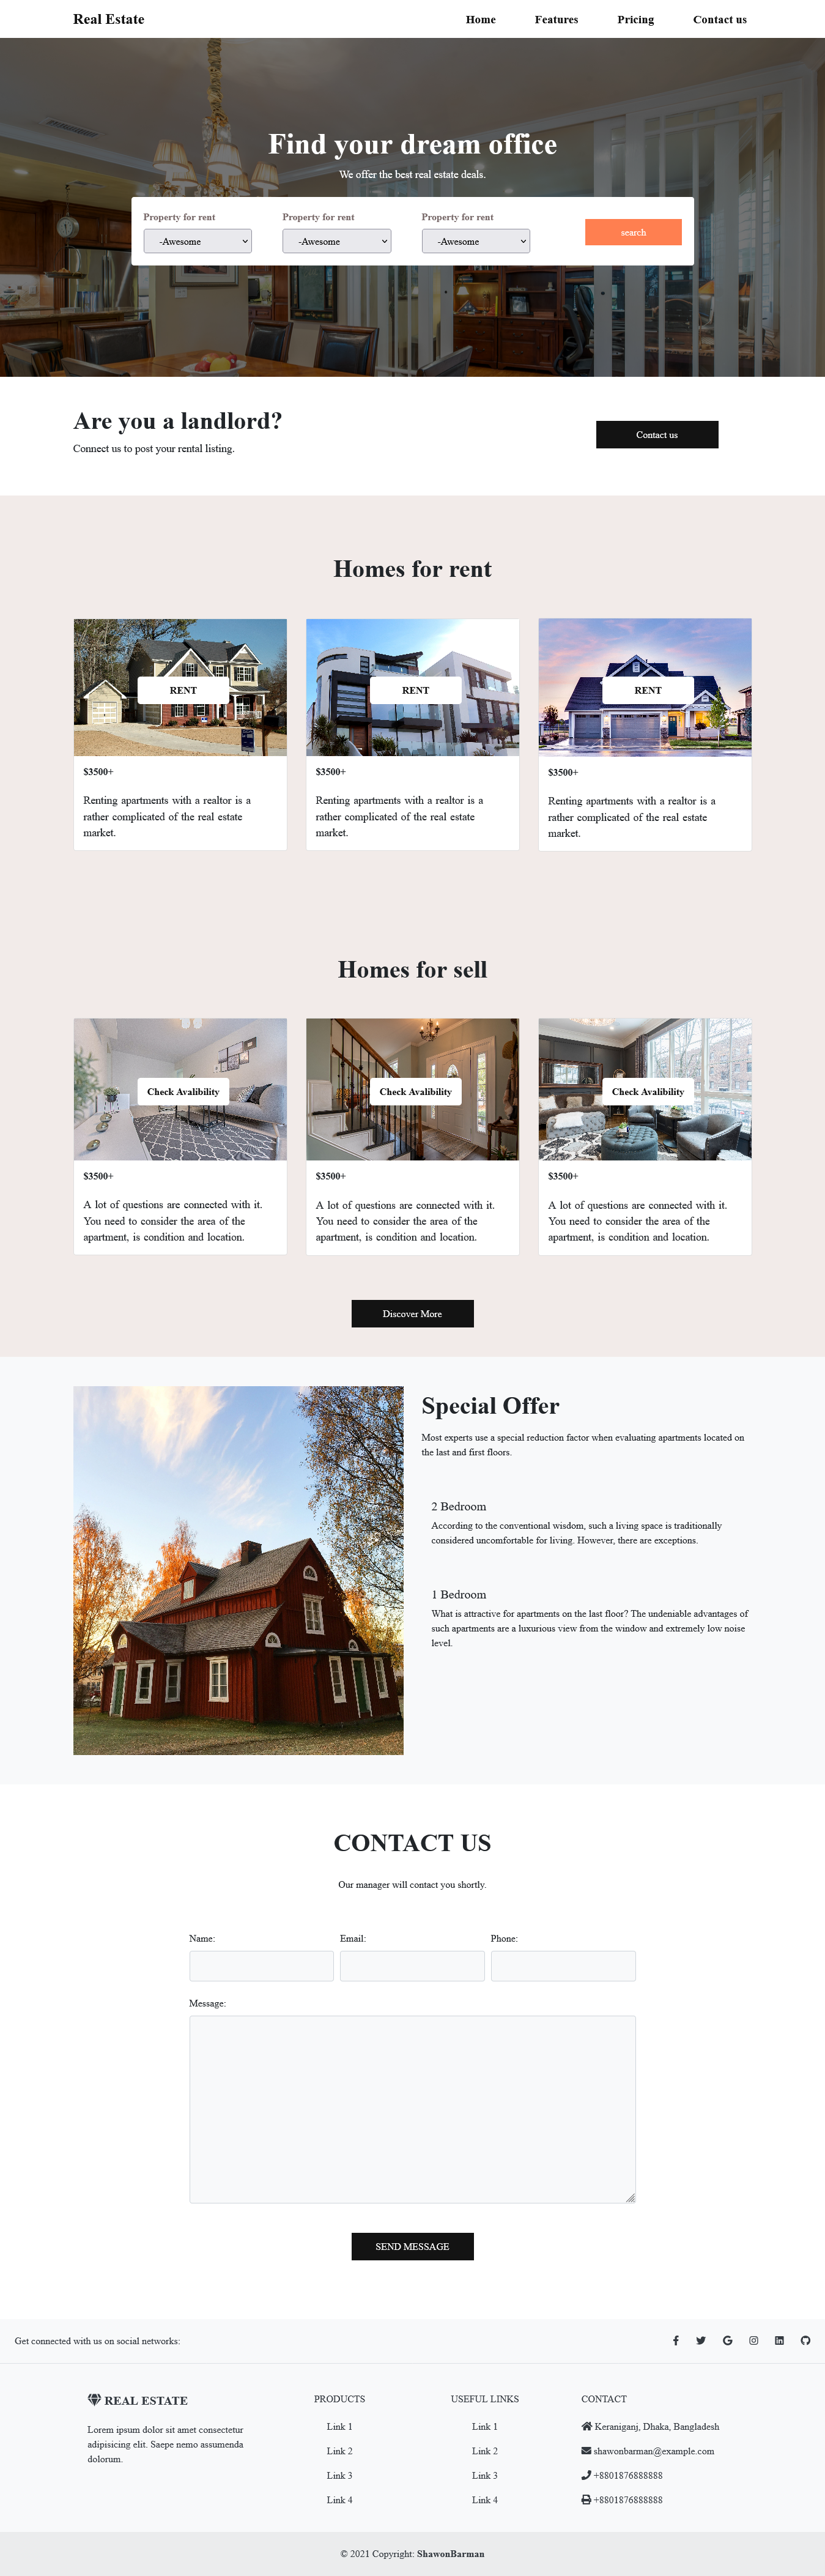 Real Estate
Home
Features
Pricing
Contact us
Find your dream office
We offer the best real estate deals.
Property for rent
Property for rent
Property for rent
-Awesome
-Awesome
-Awesome
search
Are you a landlord?
Connect us to post your rental listing.
Contact us
Homes for rent
RENT
RENT
RENT
$3500+
Renting apartments with a realtor is a
rather complicated of the real estate
market.
$3500+
Renting apartments with a realtor is a
rather complicated of the real estate
market.
$3500+
Renting apartments with a realtor is a
rather complicated of the real estate
market.
Homes for sell
Check Avalibility
Check Avalibility
Check Avalibility
$3500+
A lot of questions are connected with it.
You need to consider the area of the
apartment, is condition and location.
$3500+
A lot of questions are connected with it.
You need to consider the area of the
apartment, is condition and location.
$3500+
A lot of questions are connected with it.
You need to consider the area of the
apartment, is condition and location.
Discover More
Special Offer
Most experts use a special reduction factor when evaluating apartments located on
the last and first floors.
2 Bedroom
According to the conventional wisdom, such a living space is traditionally
considered uncomfortable for living. However, there are exceptions.
1 Bedroom
What is attractive for apartments on the last floor? The undeniable advantages of
such apartments are a luxurious view from the window and extremely low noise
level.
CONTACT US
Our manager will contact you shortly.
Name:
Email:
Phone:
Message:
SEND MESSAGE
Get connected with us on social networks:
REAL ESTATE
Lorem ipsum dolor sit amet consectetur
adipisicing elit. Saepe nemo assumenda
dolorum.
PRODUCTS
Link 1
Link 2
Link 3
Link 4
USEFUL LINKS
Link 1
Link 2
Link 3
Link 4
CONTACT
Keraniganj, Dhaka, Bangladesh
shawonbarman@example.com
+8801876888888
+8801876888888
© 2021 Copyright: ShawonBarman